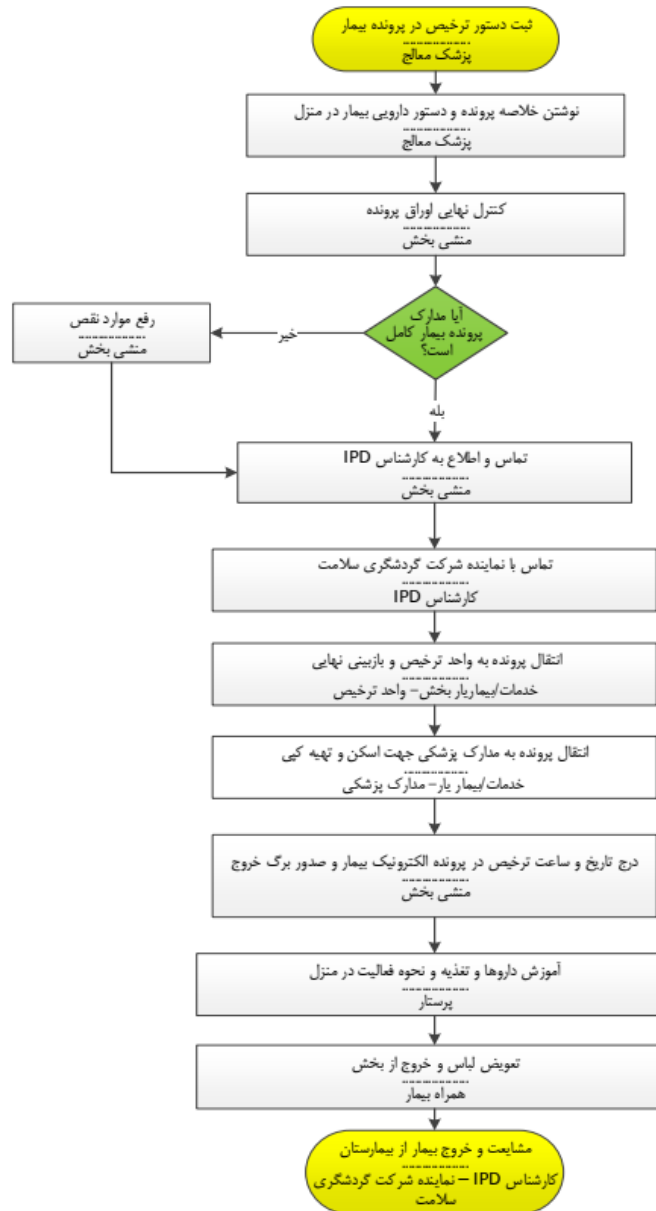 ثبت دستور ترخیص در پرونده بیمار
....................
پزشک معالج
نوشتن خلاصه پرونده و دستور دارویی بیمار در منزل
....................
پزشک معالج
کنترل نهایی اوراق پرونده
....................
منشی بخش
آیا مدارک
پرونده بیمار کامل
است؟
خیر
رفع موارد نقص
....................
منشی بخش
بله
تماس و اطلاع به کارشناس IPD
....................
منشی بخش
تماس با نماینده شرکت گردشگری سلامت
....................
کارشناس IPD
انتقال پرونده به واحد ترخیص و بازبینی نهایی
....................
خدمات/بیماریار بخش– واحد ترخیص
انتقال پرونده به مدارک پزشکی جهت اسکن و تهیه کپی
....................
خدمات/بیمار یار– مدارک پزشکی
درج تاریخ و ساعت ترخیص در پرونده الکترونیک بیمار و صدور برگ خروج
....................
منشی بخش
آموزش داروها و تغذیه و نحوه فعالیت در منزل
....................
پرستار
تعویض لباس و خروج از بخش
....................
همراه بیمار
مشایعت و خروج بیمار از بیمارستان
....................
کارشناس IPD – نماینده شرکت گردشگری
سلامت